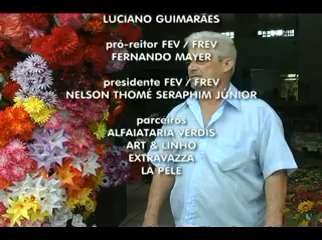 LUCIANO GUIMARÃES
pró-reitor FEV / FREV
FERNANDO MAYER
presidente FEV / FREV
NELSON THOMÉ SERAPHIM JÚNIOR
parceiros
ALFAIATARIA VERDIS
ART & LINHO
EXTRAVAZZA
LA PELE